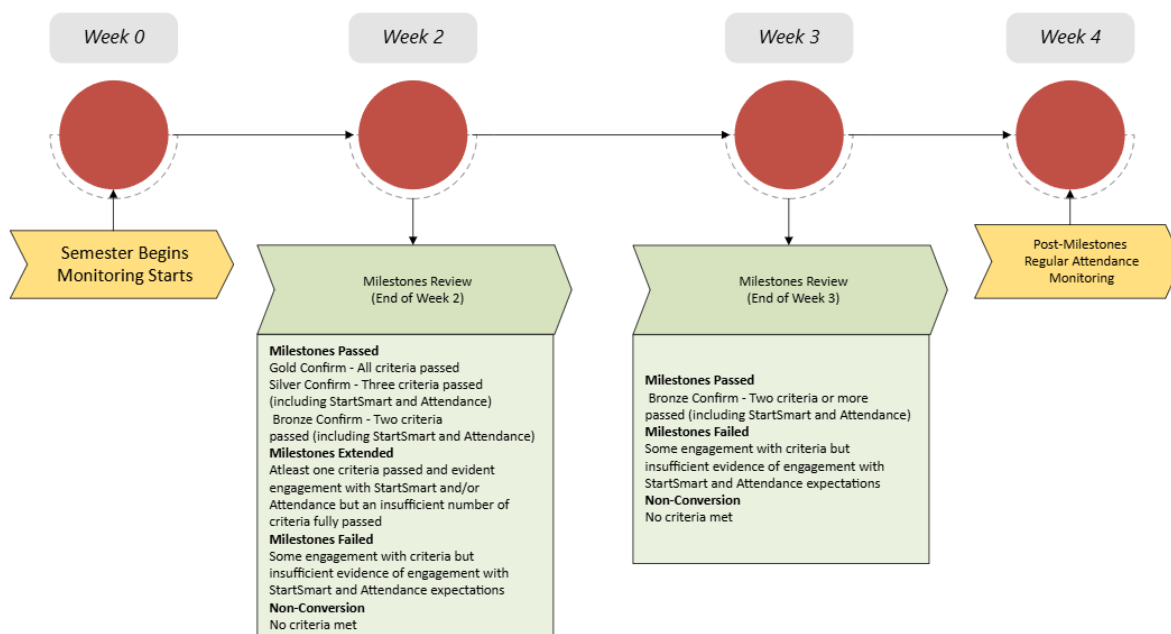 Week 0
Week 2
Week 3
Week 4
Semester Begins
Monitoring Starts
Milestones Review
(End of Week 2)
Milestones Passed
Gold Confirm - All criteria passed
Silver Confirm - Three criteria passed
(including StartSmart and Attendance)
Bronze Confirm - Two criteria
passed (including StartSmart and Attendance)
Milestones Extended
Atleast one criteria passed and evident
engagement with StartSmart and/or
Attendance but an insufficient number of
criteria fully passed
Milestones Failed
Some engagement with criteria but
insufficient evidence of engagement with
StartSmart and Attendance expectations
Non-Conversion
No criteria met
Milestones Review
(End of Week 3)
Milestones Passed
Bronze Confirm - Two criteria or more
passed (including StartSmart and Attendance)
Milestones Failed
Some engagement with criteria but
insufficient evidence of engagement with
StartSmart and Attendance expectations
Non-Conversion
No criteria met
Post-Milestones
Regular Attendance
Monitoring